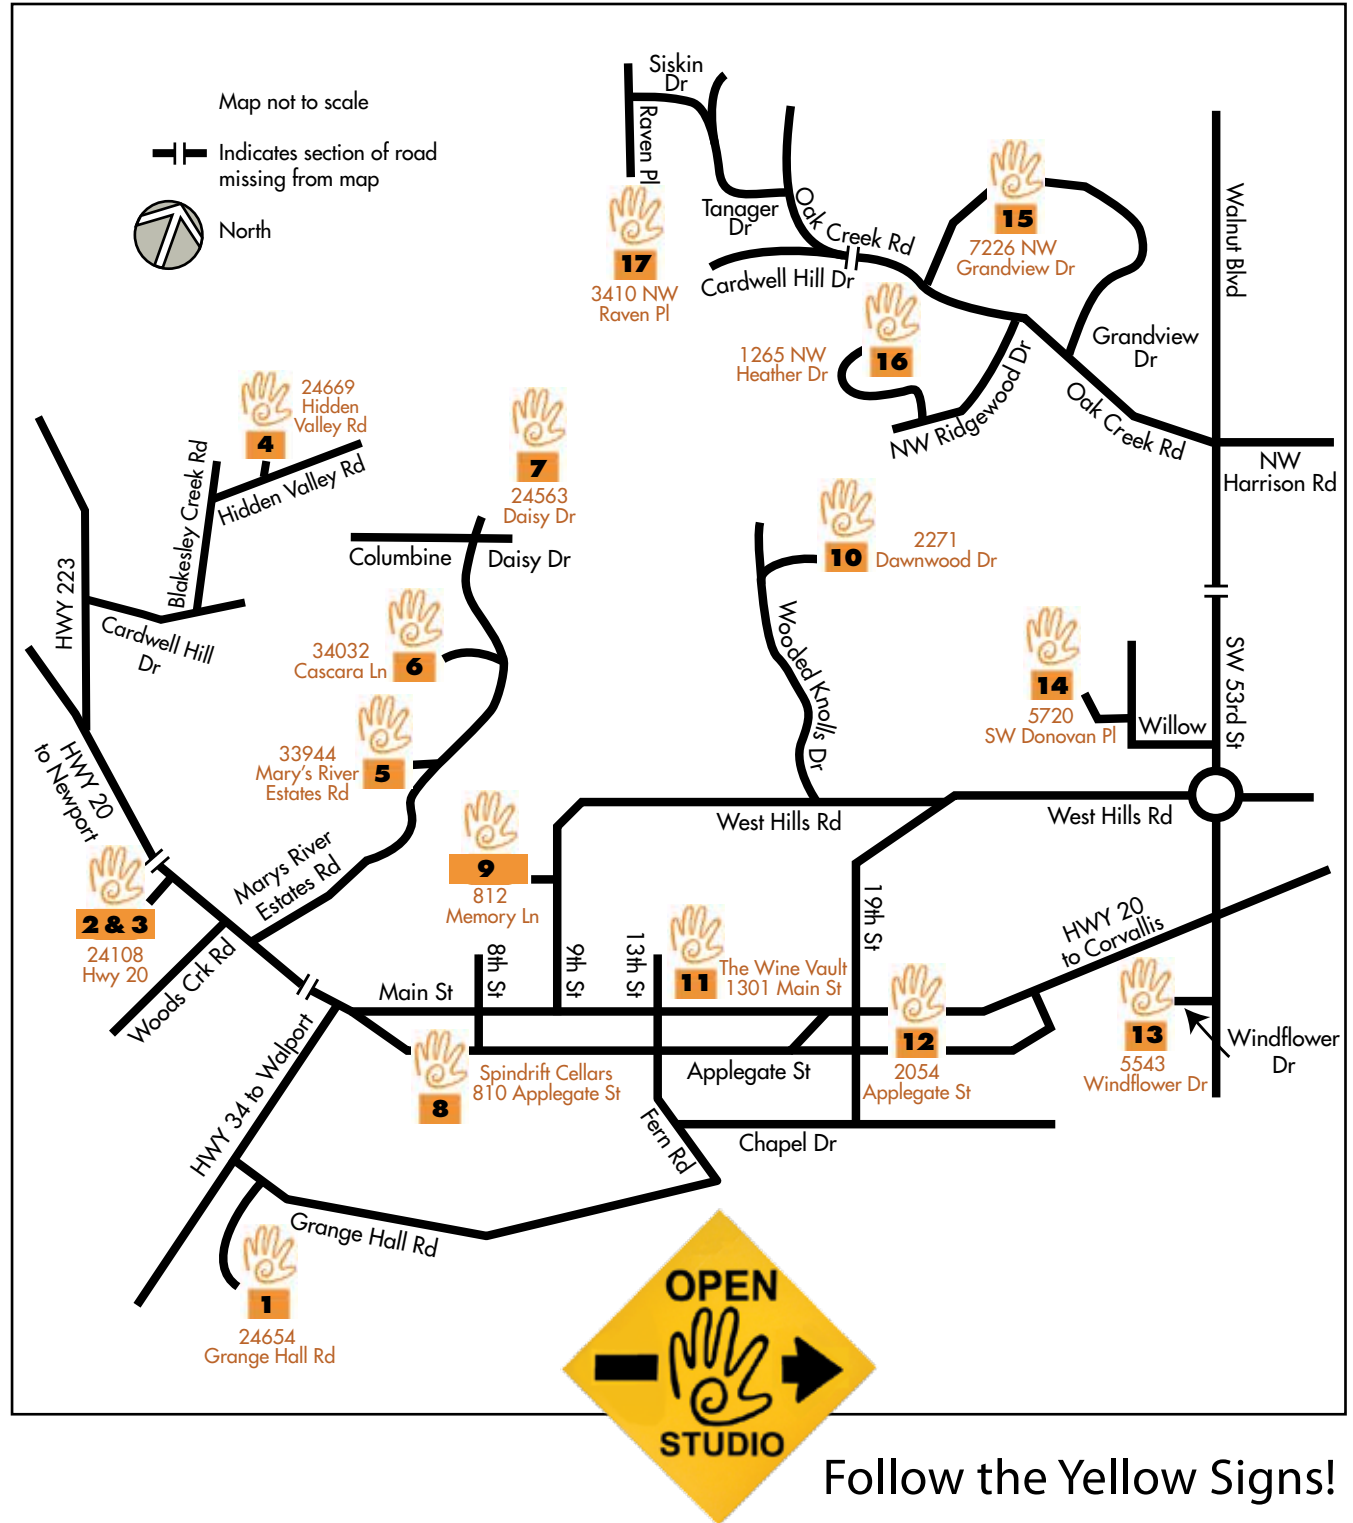 Map not to scale
Indicates section of road
missing from map
North
Siskin
Dr
Raven Pl
17
3410 NW
Raven Pl
Tanager
Dr
Oak Creek Rd
Cardwell Hill Dr
15
7226 NW
Grandview Dr
Walnut Blvd
Grandview
Dr
16
1265 NW
Heather Dr
NW Ridgewood Dr
Oak Creek Rd
NW
Harrison Rd
4
24669
Hidden
Valley Rd
Hidden Valley Rd
Blakesley Creek Rd
HWY 223
Cardwell Hill
Dr
7
24563
Daisy Dr
Columbine
Daisy Dr
6
34032
Cascara Ln
5
33944
Mary's River
Estates Rd
10
2271
Dawnwood Dr
Wooded Knolls
Dr
14
5720
SW Donovan Pl
Willow
SW 53rd St
HWY 20
to Newport
West Hills Rd
West Hills Rd
Marys River
Estates Rd
9
812
Memory Ln
2 & 3
24108
Hwy 20
Woods Crk Rd
8th St
9th St
13th St
19th St
11
The Wine Vault
1301 Main St
HWY 20
to Corvallis
Main St
12
2054
Applegate St
13
5543
Windflower Dr
Windflower
Dr
8
Spindrift Cellars
810 Applegate St
Applegate St
HWY 34 to Walport
Fern Rd
Chapel Dr
Grange Hall Rd
1
24654
Grange Hall Rd
OPEN
STUDIO
Follow the Yellow Signs!